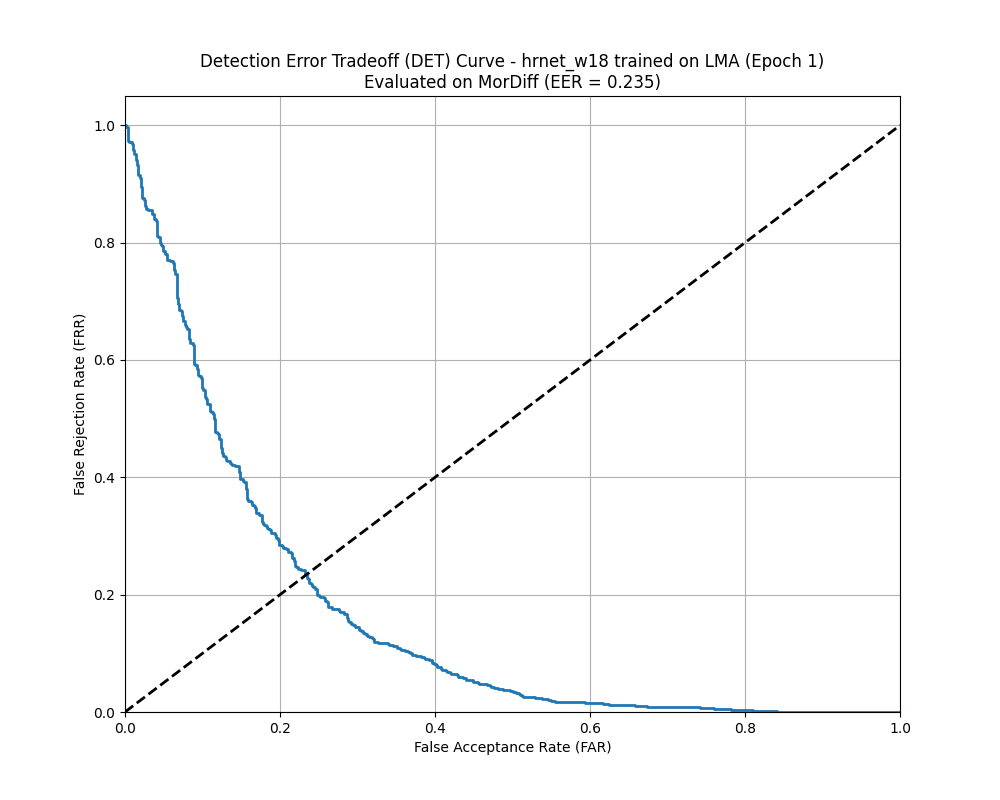 Detection Error Tradeoff (DET) Curve - hrnet_w18 trained on LMA (Epoch 1)
Evaluated on MorDiff (EER = 0.235)
1.0
0.8
0.6
0.4
0.2
0.0
False Rejection Rate (FRR)
0.0 0.2 0.4 0.6 0.8 1.0
False Acceptance Rate (FAR)